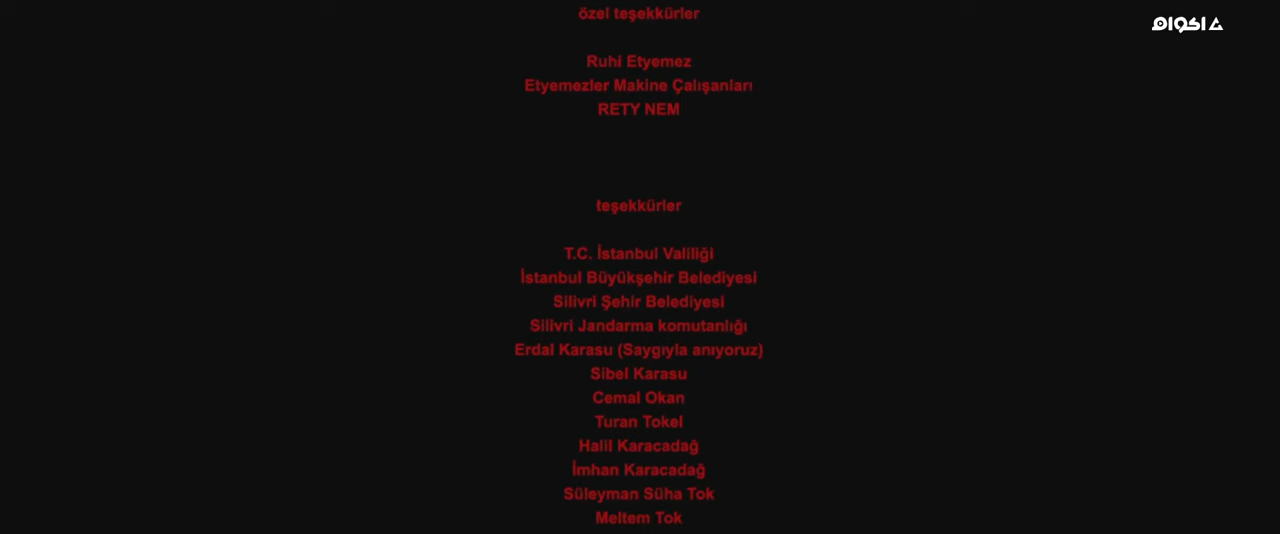 özel teşekkürler
اكوام
Ruhi Etyemez
Etyemezler Makine Çalışanları
RETY NEM
teşekkürler
T.C. İstanbul Valiliği
İstanbul Büyükşehir Belediyesi
Silivri Şehir Belediyesi
Silivri Jandarma komutanlığı
Erdal Karasu (Saygıyla anıyoruz)
Sibel Karasu
Cemal Okan
Turan Tokel
Halil Karacadağ
İmhan Karacadağ
Süleyman Süha Tok
Meltem Tok